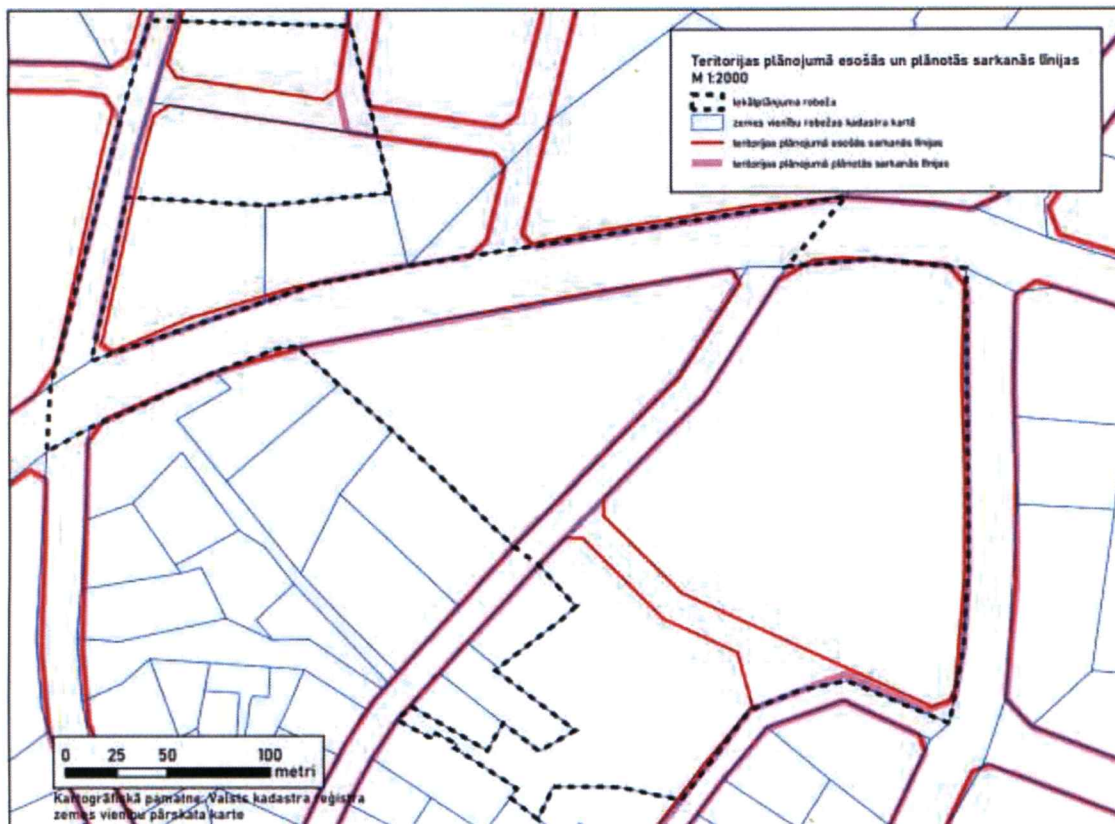 Teritorijas plānojumā esošās un plānotās sarkanās līnijas
M 1:2000
lokālplānojuma robeža
zemes vienību robežas kadastra kartē
teritorijas plānojumā esošās sarkanās līnijas
teritorijas plānojumā plānotās sarkanās līnijas
0 25 50 100
metri
Kartogrāfiskā pamatne: Valsts kadastra reģistra
zemes vienību pārskata karte